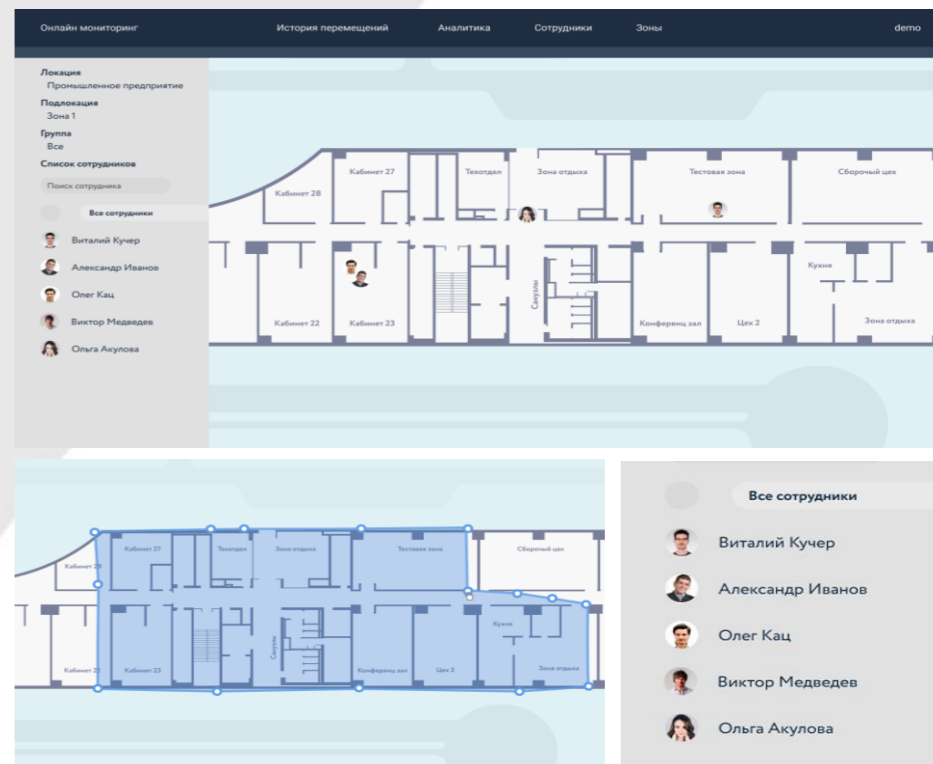 Онлайн мониторинг
История перемещений
Аналитика
Сотрудники
Зоны
demo
Локация
Промышленное предприятие
Подлокация
Зона 1
Группа
Все
Список сотрудников
Поиск сотрудника
Все сотрудники
Виталий Кучер
Александр Иванов
Олег Кац
Виктор Медведев
Ольга Акулова
Кабинет 28
Кабинет 27
Техотдел
Зона отдыха
Тестовая зона
Сборочный цех
Кабинет 22
Кабинет 23
Санузлы
Конференц зал
Цех 2
Кухня
Зона отдыха
Кабинет 27
Техотдел
Зона отдыха
Тестовая зона
Сборочный цех
Кабинет 23
Санузлы
Конференц зал
Цех 2
Кухня
Зона отдыха
Все сотрудники
Виталий Кучер
Александр Иванов
Олег Кац
Виктор Медведев
Ольга Акулова